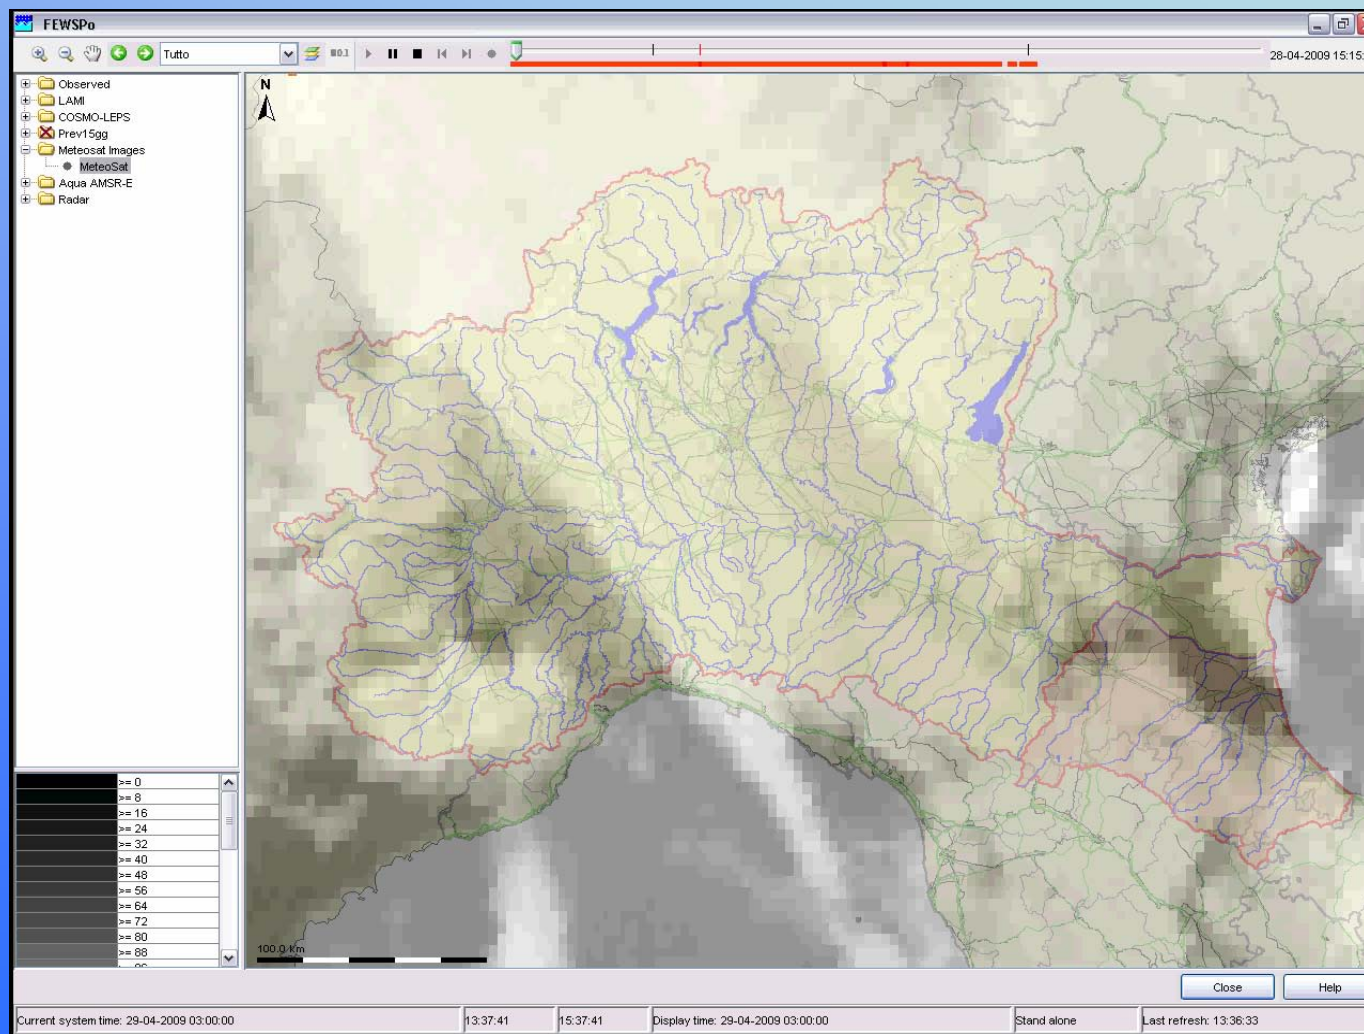 FEWSPo
Tutto
28-04-2009 15:15:
Observed
LAMI
COSMO-LEPS
Prev15gg
Meteosat Images
MeteoSat
Aqua AMSR-E
Radar
N
>= 0
>= 8
>= 16
>= 24
>= 32
>= 40
>= 48
>= 56
>= 64
>= 72
>= 80
>= 88
100.0 Km
Close Help
Current system time: 29-04-2009 03:00:00 13:37:41 15:37:41 Display time: 29-04-2009 03:00:00 Stand alone Last refresh: 13:36:33